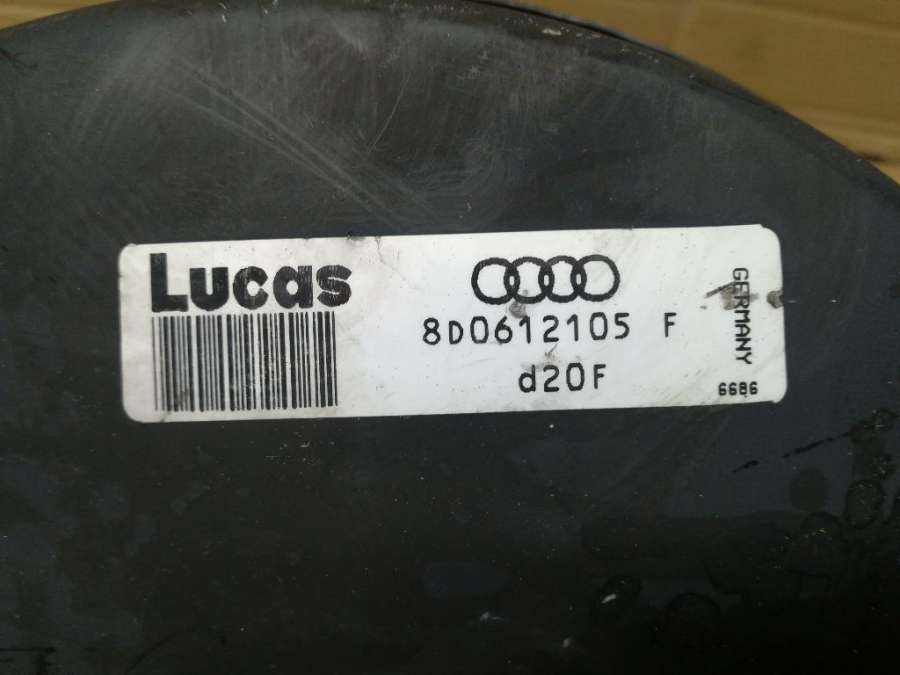 Lucas
8D0612105 F
d20F
GERMANY
6686